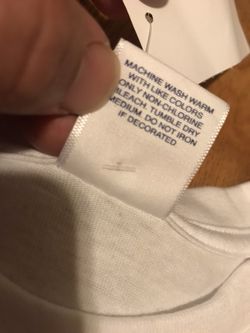 MACHINE WASH WARM
WITH LIKE COLORS
ONLY NON-CHLORINE
BLEACH. TUMBLE DRY
MEDIUM. DO NOT IRON
IF DECORATED